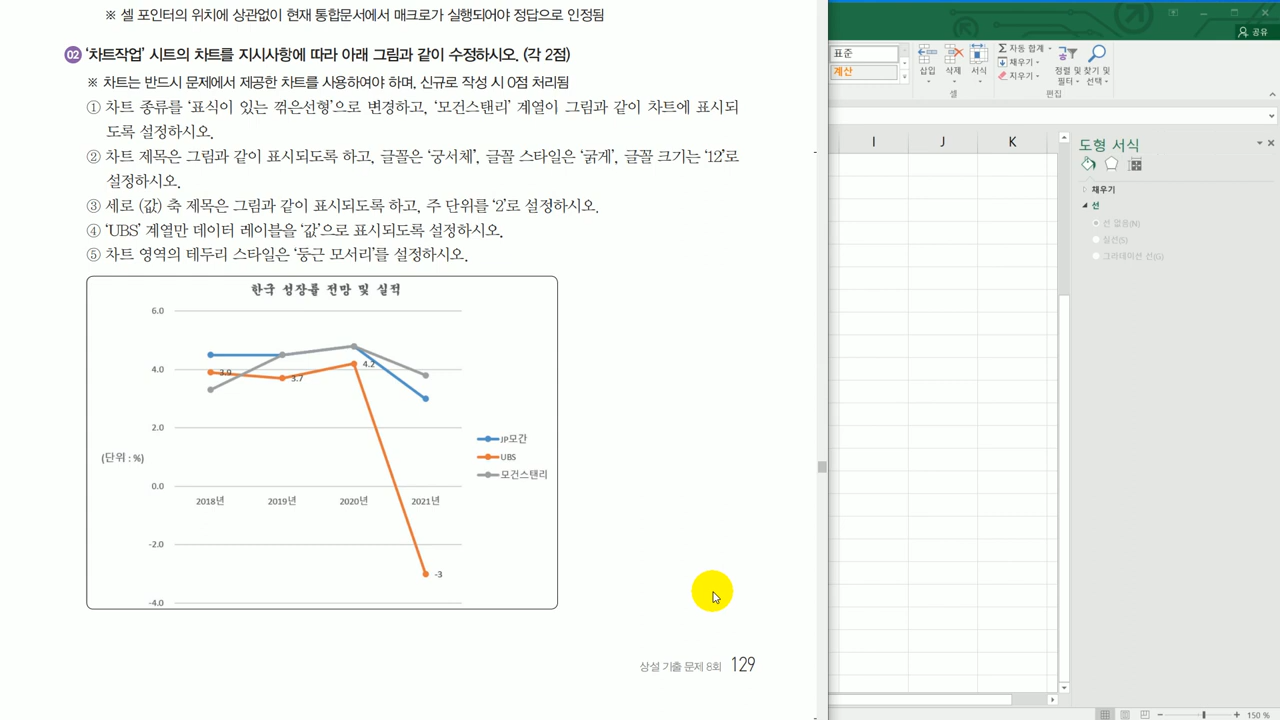 ※ 셀 포인터의 위치에 상관없이 현재 통합문서에서 매크로가 실행되어야 정답으로 인정됨
02 '차트작업' 시트의 차트를 지시사항에 따라 아래 그림과 같이 수정하시오. (각 2점)
※ 차트는 반드시 문제에서 제공한 차트를 사용하여야 하며, 신규로 작성 시 0점 처리됨
① 차트 종류를 '표식이 있는 꺾은선형'으로 변경하고, '모건스탠리' 계열이 그림과 같이 차트에 표시되
도록 설정하시오.
② 차트 제목은 그림과 같이 표시되도록 하고, 글꼴은 '궁서체', 글꼴 스타일은 '굵게', 글꼴 크기는 '12'로
설정하시오.
③ 세로 (값) 축 제목은 그림과 같이 표시되도록 하고, 주 단위를 '2'로 설정하시오.
④ 'UBS' 계열만 데이터 레이블을 '값'으로 표시되도록 설정하시오.
⑤ 차트 영역의 테두리 스타일은 '둥근 모서리'를 설정하시오.
한국 성장률 전망 및 실적
6.0
4.0
2.0
0.0
-2.0
-4.0
(단위 : %)
3.9
3.7
4.2
-3
2018년 2019년 2020년 2021년
JP모간
UBS
모건스탠리
상설 기출 문제 8회 129
공유
표준
계산
삽입 삭제 서식
셀
자동 합계
채우기
지우기
정렬 및 필터
찾기 및 선택
편집
I J K
도형 서식
채우기
선
선 없음(N)
실선(S)
그라데이션 선(G)
150 %